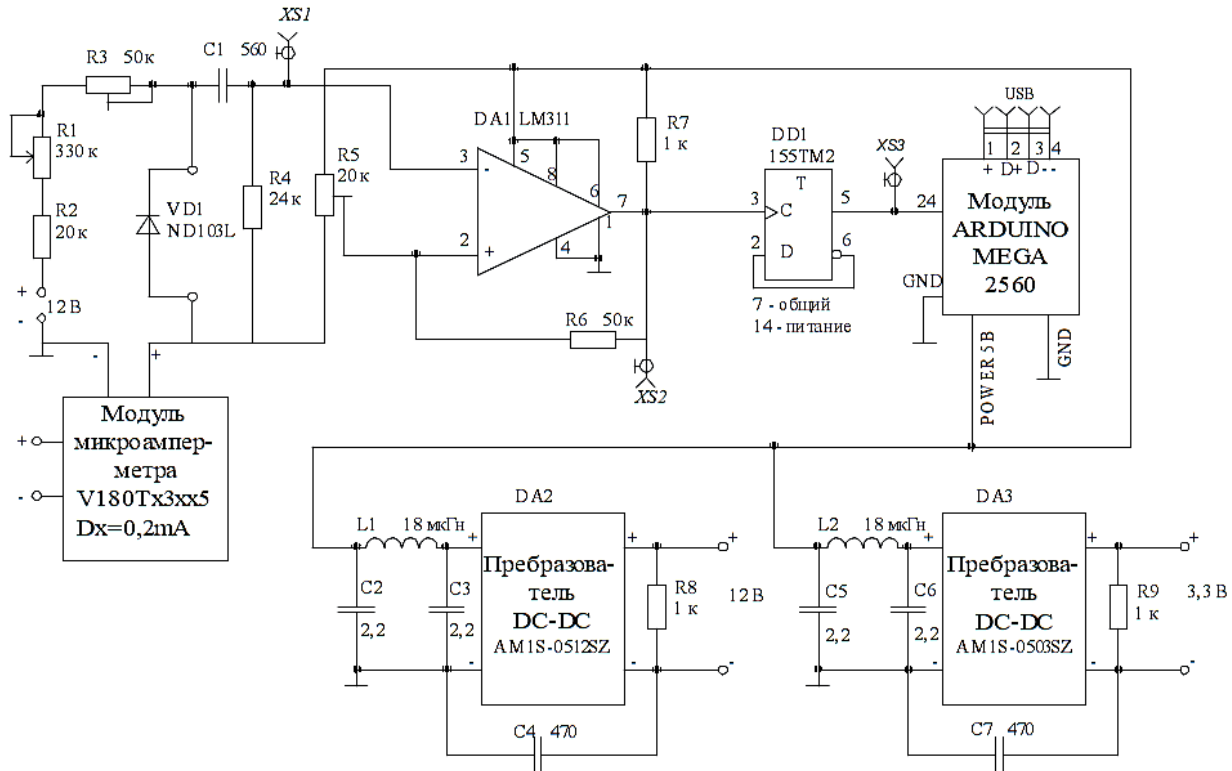 XS1
R3 50к
C1 560
USB
R1
330 к
DA1 LM311
R7
1 к
DD1
155ТМ2
XS3
1 2 3 4
+ D+ D- -
3
-
5
8
6
7
1
2
+
4
R5
20 к
R4
24 к
T
3
C
5
2
D
6
24
Модуль
ARDUINO
MEGA
2560
R2
20 к
VD1
ND103L
GND
+
12 В
-
7 - общий
14 - питание
R6 50к
XS2
POWER 5 В
GND
-
+
Модуль
микроампер-
метра
V180Tx3xx5
Dx=0,2mA
+
-
DA2
DA3
L1 18 мкГн
L2 18 мкГн
+
+
+
+
+
+
Пребразова-
тель
DC-DC
AM1S-0512SZ
Пребразова-
тель
DC-DC
AM1S-0503SZ
C2
2,2
C3
2,2
R8
1 к
12 В
C5
2,2
C6
2,2
R9
1 к
3,3 В
-
-
-
-
-
-
C4 470
C7 470